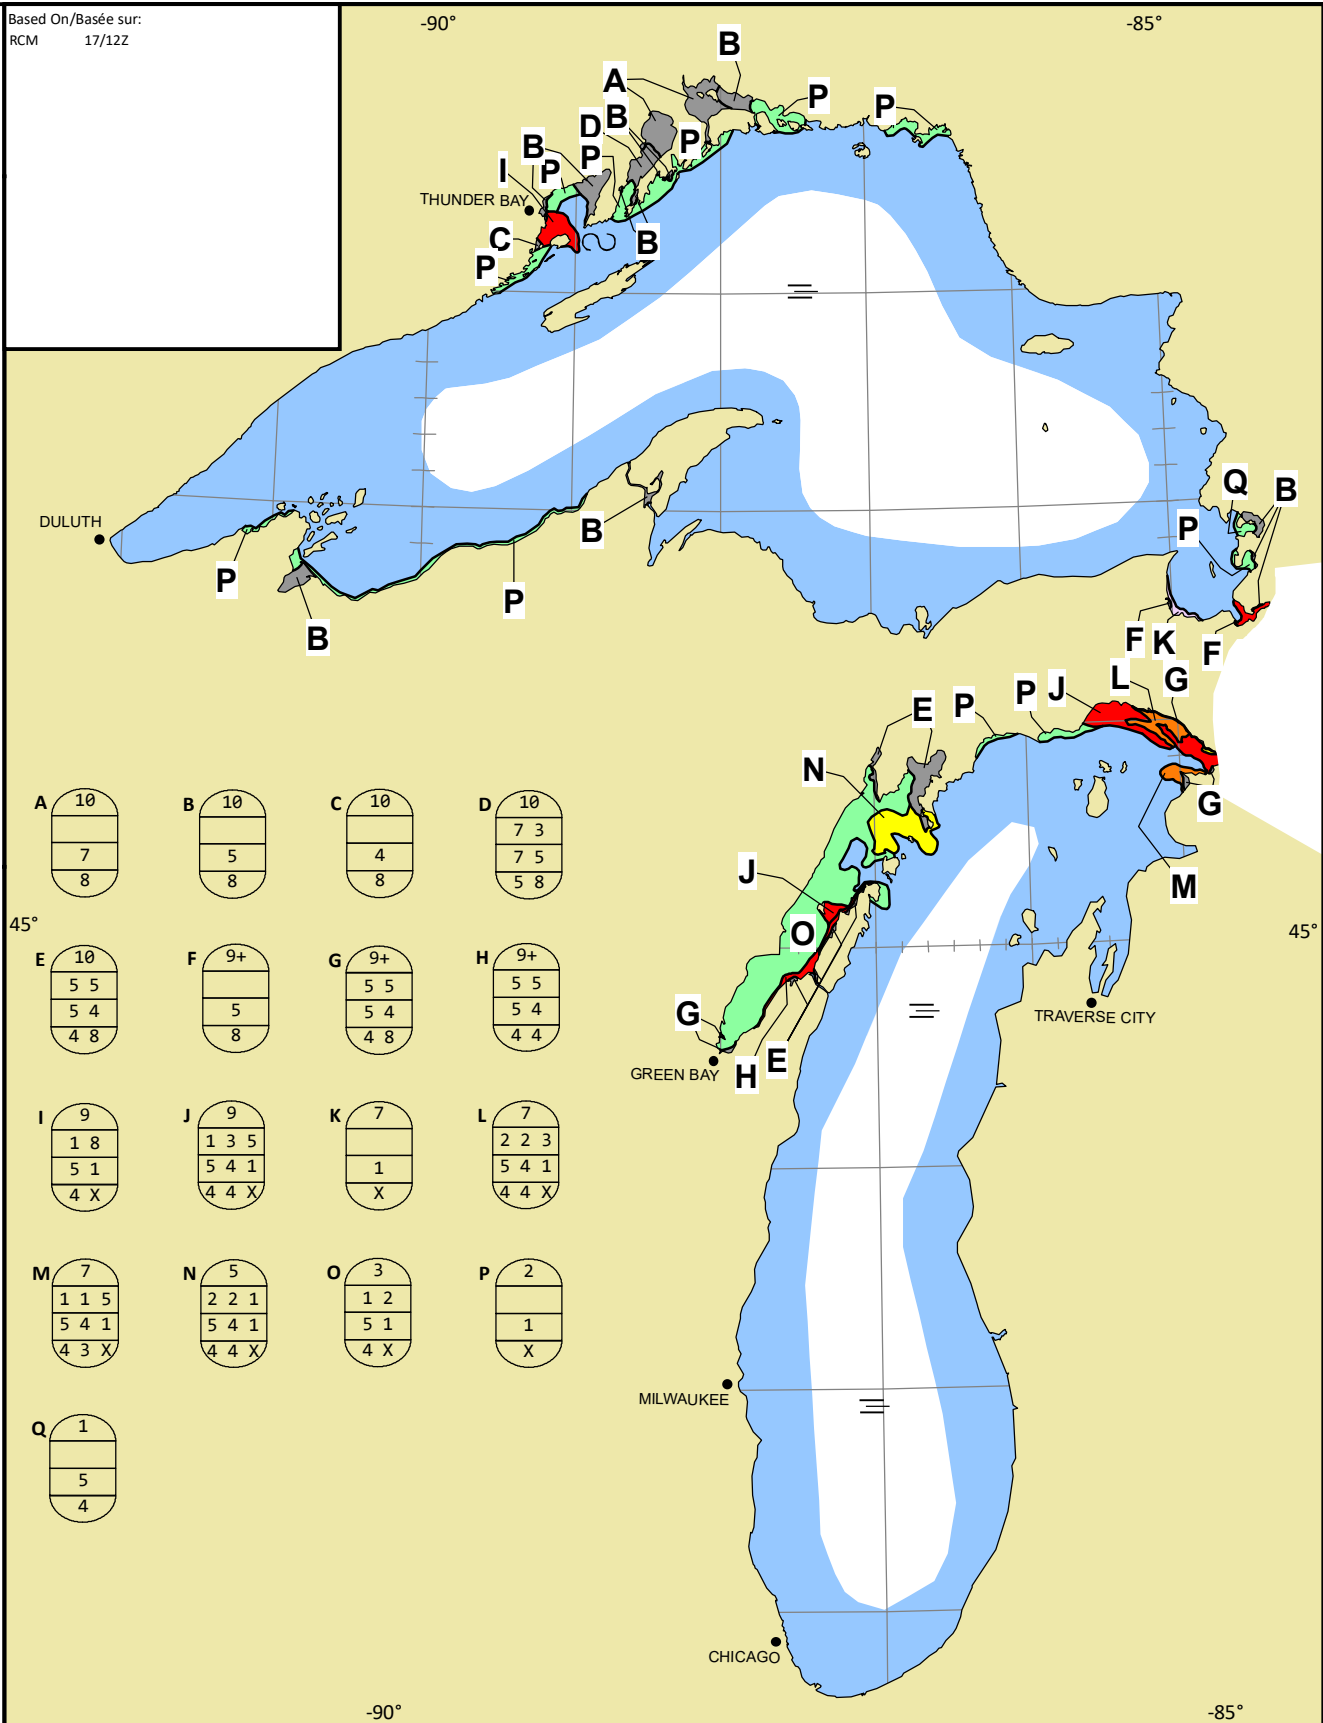 Based On/Basée sur:
RCM 17/12Z
-90°
-85°
B
A
P
B
P
D
P
P
B
P
I
THUNDER BAY
C
B
P
Q
B
DULUTH
P
B
P
P
B
F
K
F
L
G
J
P
P
E
N
G
M
J
45°
45°
O
G
TRAVERSE CITY
GREEN BAY
H
E
MILWAUKEE
CHICAGO
A
10
7
8
B
10
5
8
C
10
4
8
D
10
7 3
7 5
5 8
E
10
5 5
5 4
4 8
F
9+
5
8
G
9+
5 5
5 4
4 8
H
9+
5 5
5 4
4 4
I
9
1 8
5 1
4 X
J
9
1 3 5
5 4 1
4 4 X
K
7
1
X
L
7
2 2 3
5 4 1
4 4 X
M
7
1 1 5
5 4 1
4 3 X
N
5
2 2 1
5 4 1
4 4 X
O
3
1 2
5 1
4 X
P
2
1
X
Q
1
5
4
-90°
-85°